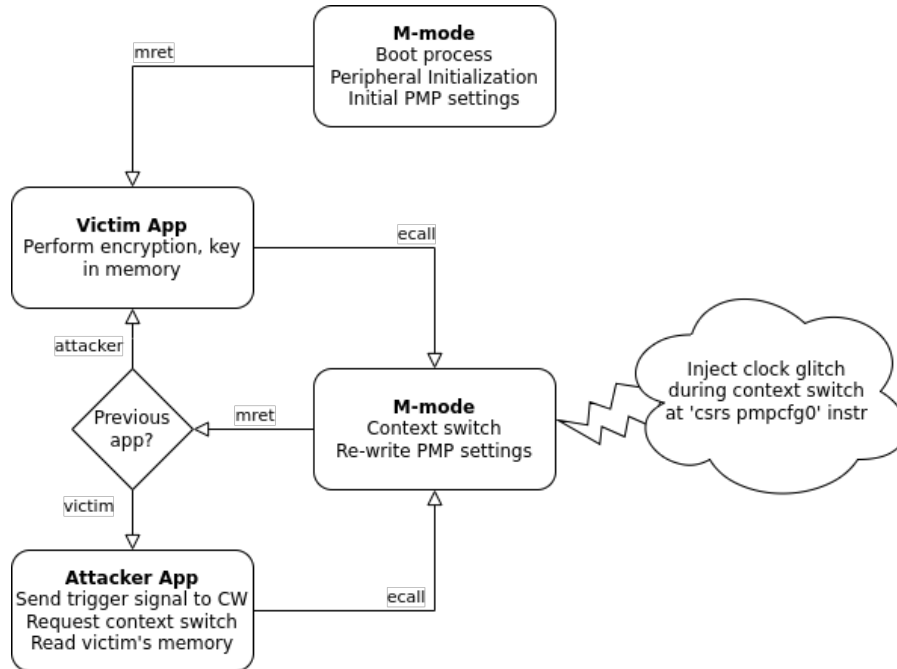 M-mode
Boot process
Peripheral Initialization
Initial PMP settings
mret
Victim App
Perform encryption, key
in memory
ecall
attacker
Previous
app?
mret
M-mode
Context switch
Re-write PMP settings
Inject clock glitch
during context switch
at 'csrs pmpcfg0' instr
victim
Attacker App
Send trigger signal to CW
Request context switch
Read victim's memory
ecall